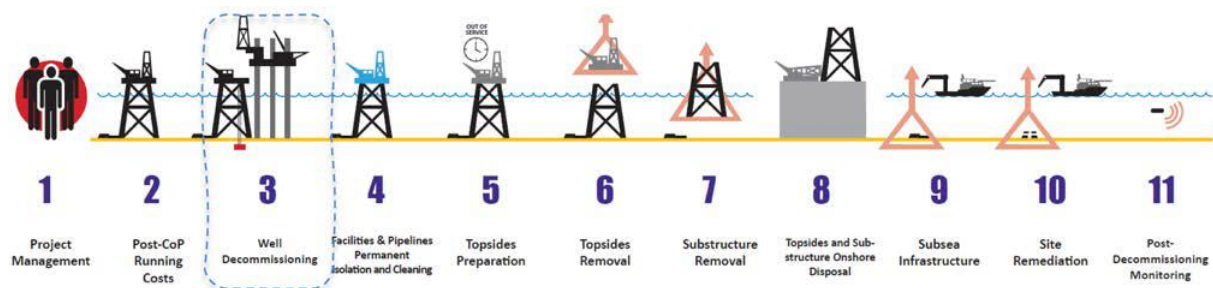 OUT OF
SERVICE
1
2
3
4
5
6
7
8
9
10
11
Project
Management
Post-CoP
Running
Costs
Well
Decommissioning
Facilities & Pipelines
Permanent
Isolation and Cleaning
Topsides
Preparation
Topsides
Removal
Substructure
Removal
Topsides and Sub-
structure Onshore
Disposal
Subsea
Infrastructure
Site
Remediation
Post-
Decommissioning
Monitoring